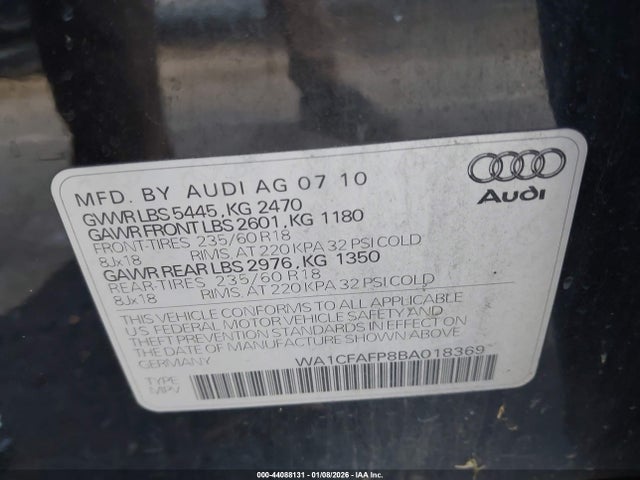 MFD. BY AUDI AG 07 10
Audi
GVWR LBS 5445, KG 2470
GAWR FRONT LBS 2601, KG 1180
FRONT-TIRES 235/60 R18
8Jx18 RIMS, AT 220 KPA 32 PSI COLD
GAWR REAR LBS 2976, KG 1350
REAR-TIRES 235/60 R18
8Jx18 RIMS, AT 220 KPA 32 PSI COLD
THIS VEHICLE CONFORMS TO ALL APPLICABLE
U.S. FEDERAL MOTOR VEHICLE SAFETY AND
THEFT PREVENTION STANDARDS IN EFFECT ON
THE DATE OF MANUFACTURE SHOWN ABOVE.
GERMANY WA1CFAFP8BA018369
TYPE
MPV
000-44088131 - 01/08/2026 - IAA Inc.